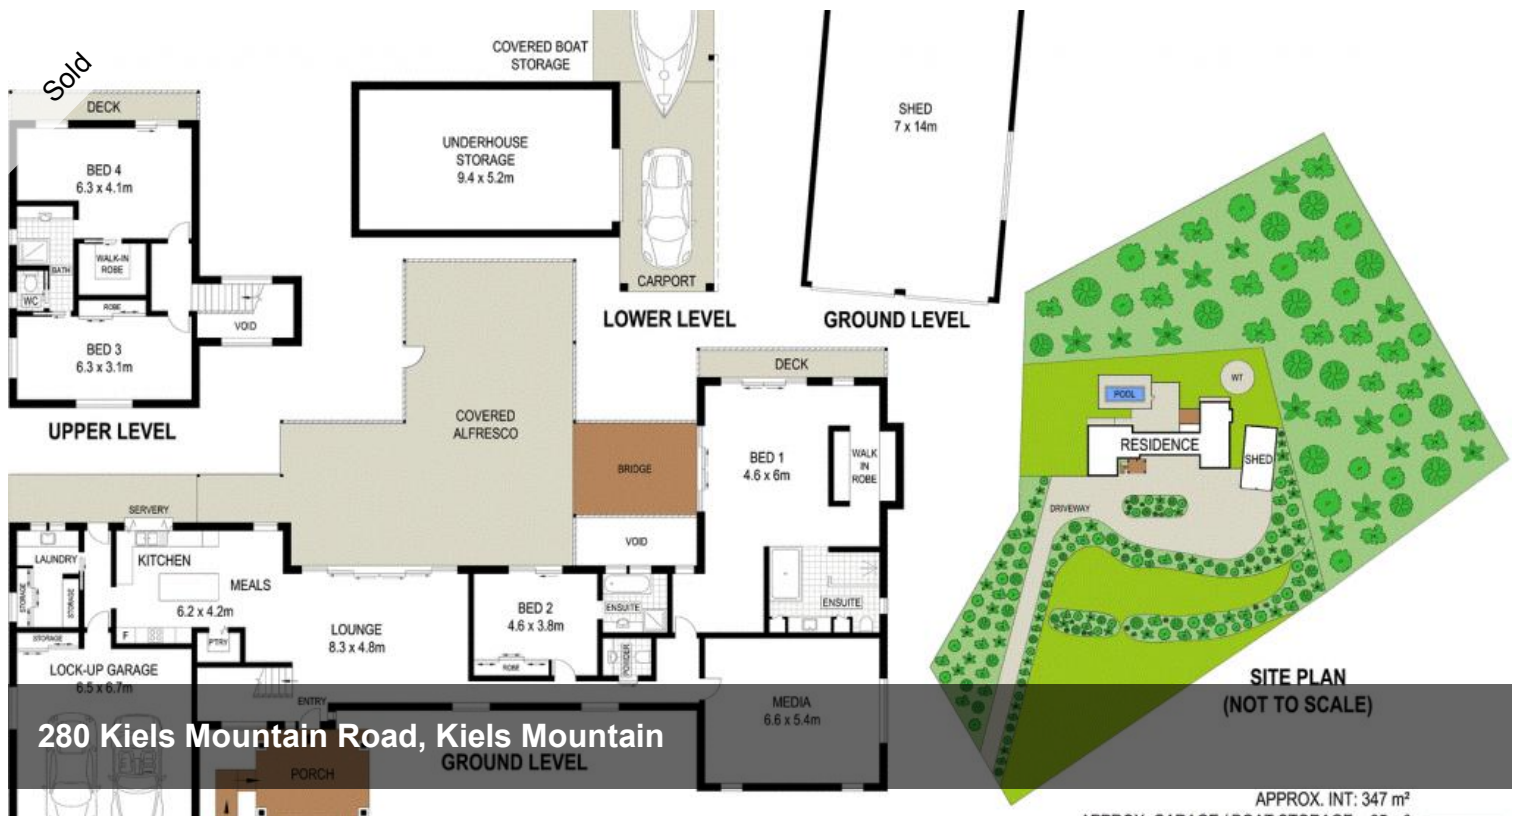 Sold
DECK
BED 4
6.3 x 4.1m
WALK-IN
ROBE
BATH
WC
ROBE
VOID
BED 3
6.3 x 3.1m
UPPER LEVEL
COVERED BOAT
STORAGE
UNDERHOUSE
STORAGE
9.4 x 5.2m
CARPORT
LOWER LEVEL
SHED
7 x 14m
GROUND LEVEL
COVERED
ALFRESCO
BRIDGE
VOID
DECK
BED 1
4.6 x 6m
WALK
IN
ROBE
ENSUITE
SERVERY
LAUNDRY
STORAGE
STORAGE
STORAGE
KITCHEN
MEALS
6.2 x 4.2m
F
PTRY
LOUNGE
8.3 x 4.8m
BED 2
4.6 x 3.8m
ROBE
ENSUITE
POWDER
LOCK-UP GARAGE
6.5 x 6.7m
ENTRY
MEDIA
6.6 x 5.4m
PORCH
GROUND LEVEL
280 Kiels Mountain Road, Kiels Mountain
POOL
WT
RESIDENCE
SHED
DRIVEWAY
SITE PLAN
(NOT TO SCALE)
APPROX. INT: 347 m²